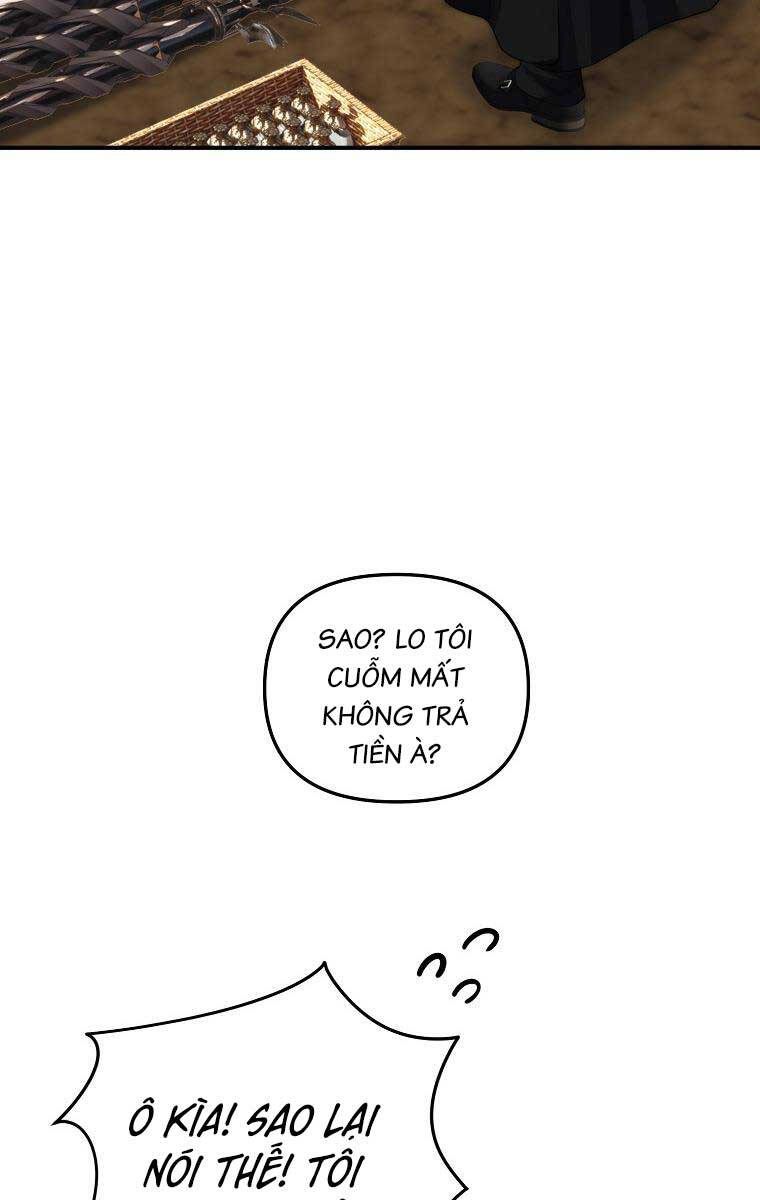 SAO? LO TÔI
CUỖM MẤT
KHÔNG TRẢ
TIỀN À?
Ô KÌA! SAO LẠI
NÓI THẾ! TÔI